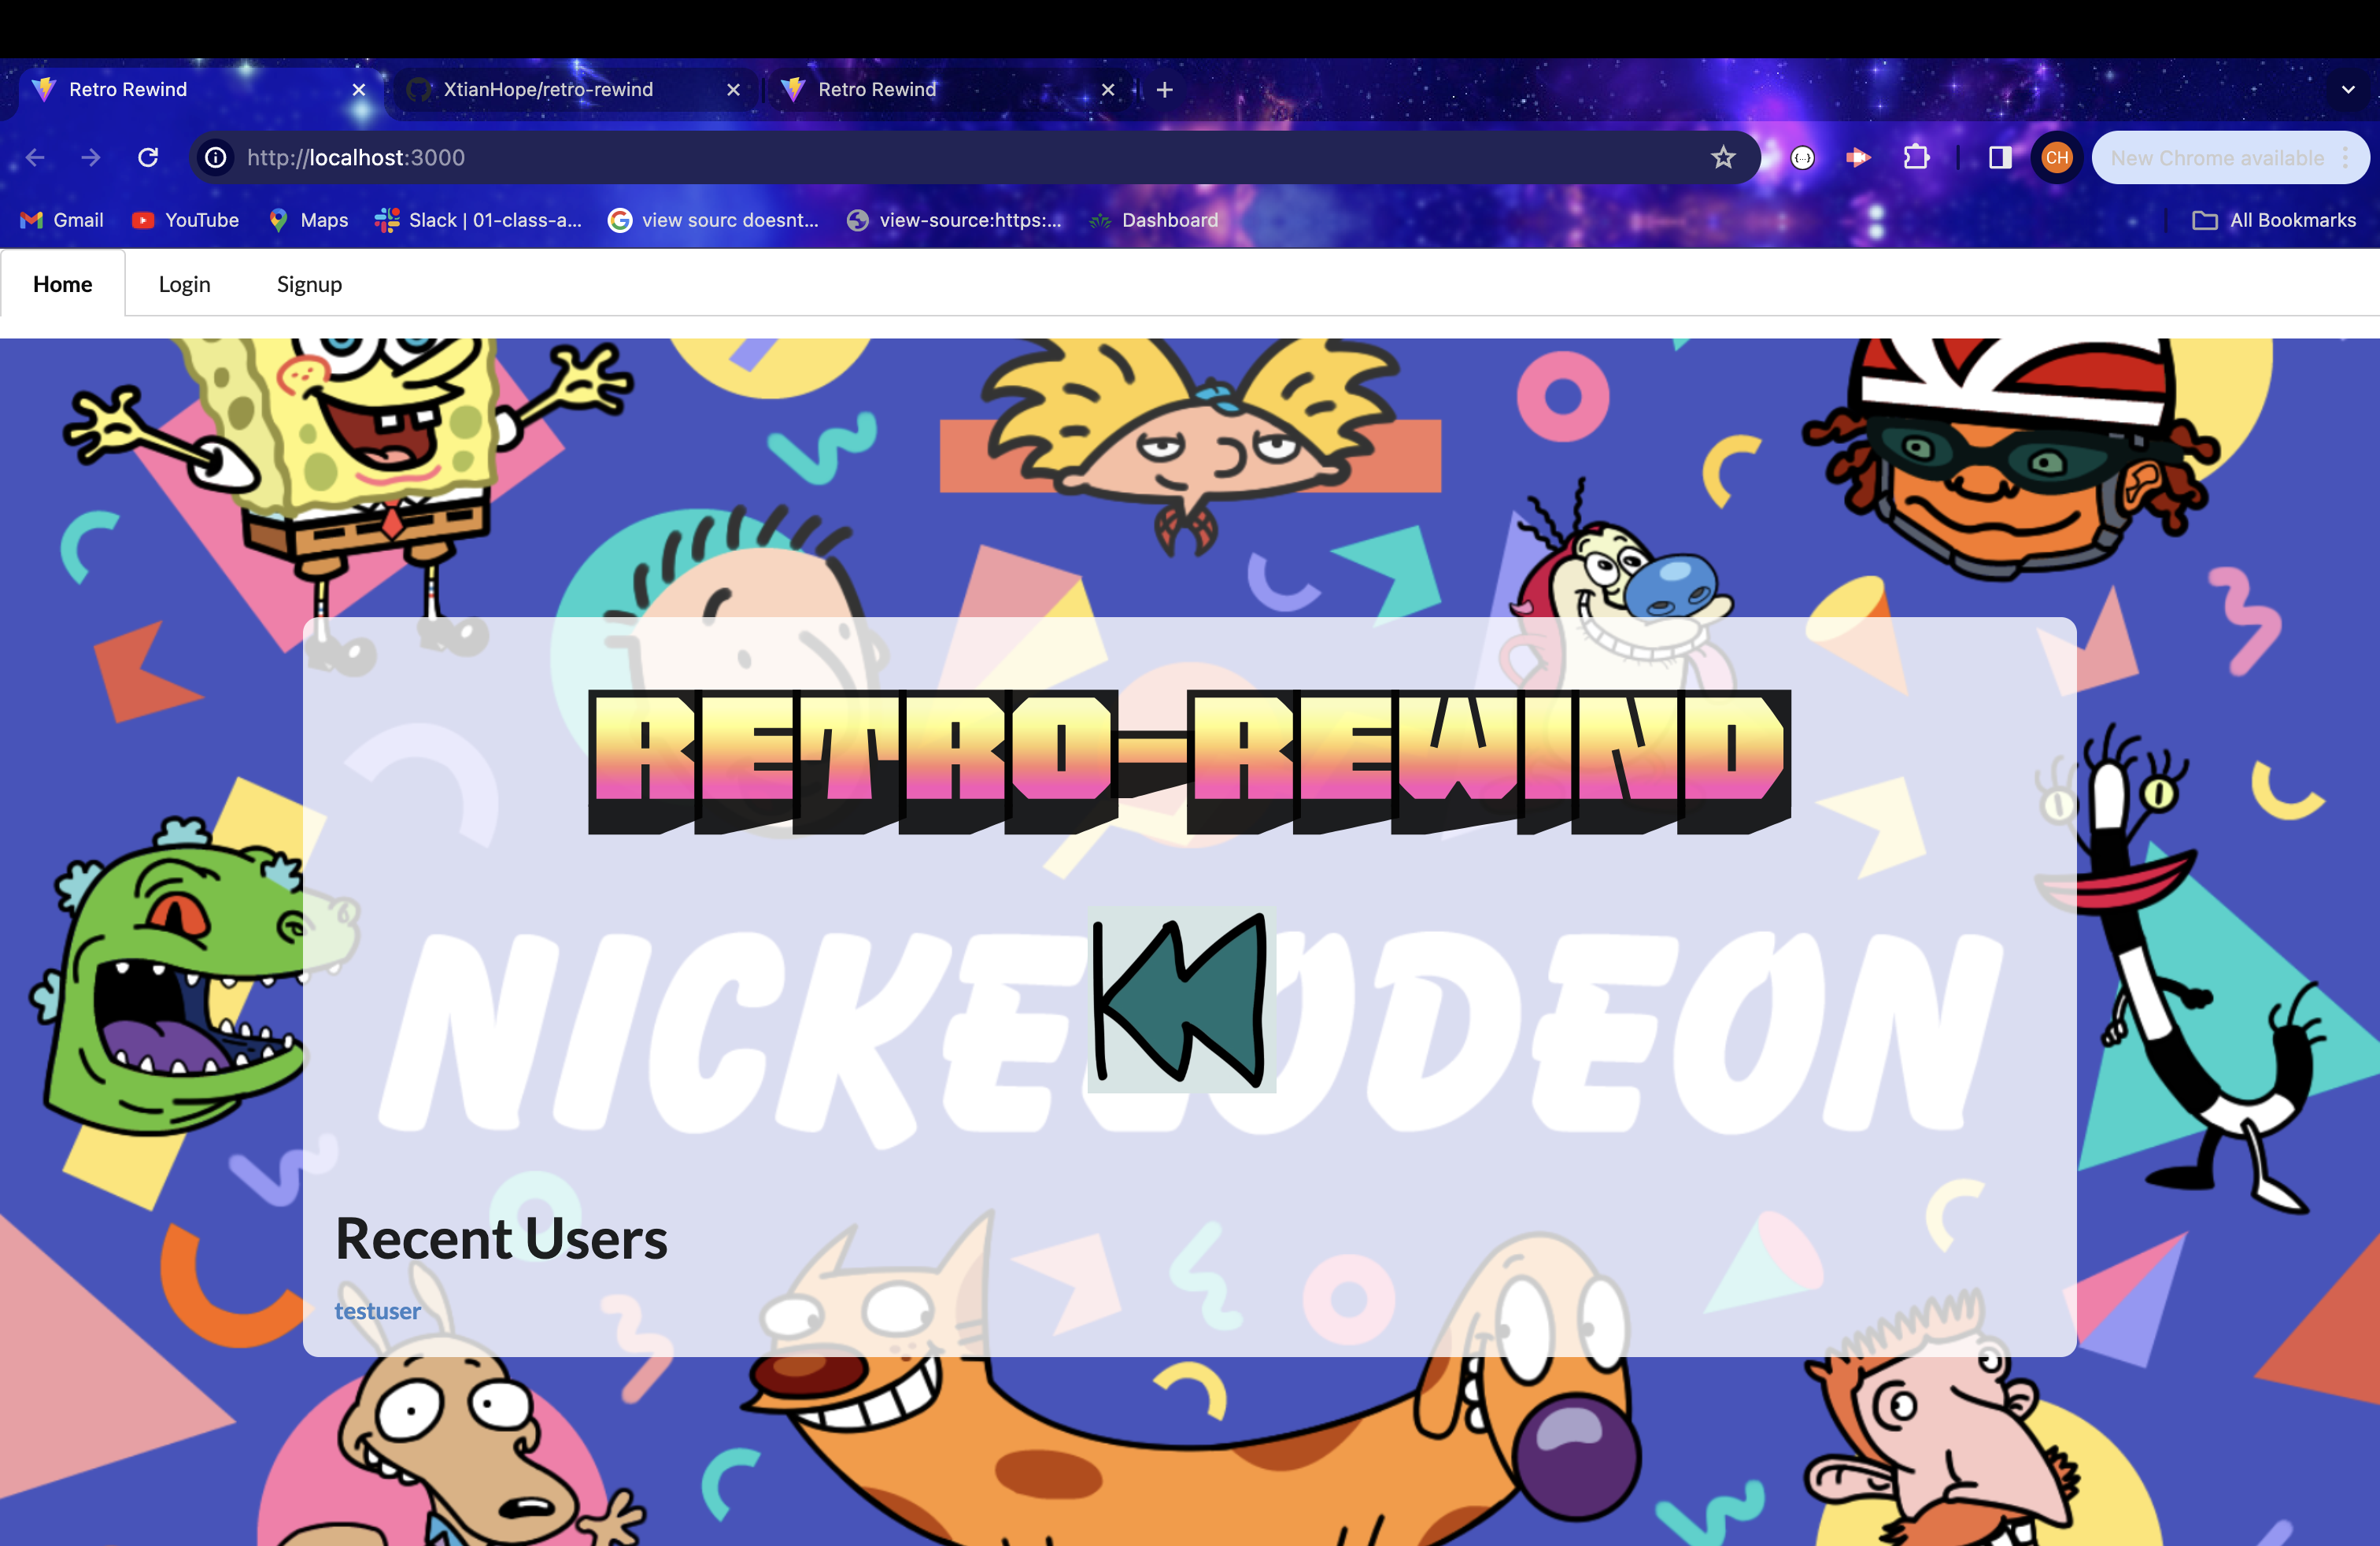 Retro Rewind
XtianHope/retro-rewind
Retro Rewind
http://localhost:3000
{...}
CH
New Chrome available
Gmail
YouTube
Maps
Slack | 01-class-a...
view sourc doesnt...
view-source:https:...
Dashboard
All Bookmarks
Home
Login
Signup
RETRO-REWIND
NICKELODEON
Recent Users
testuser